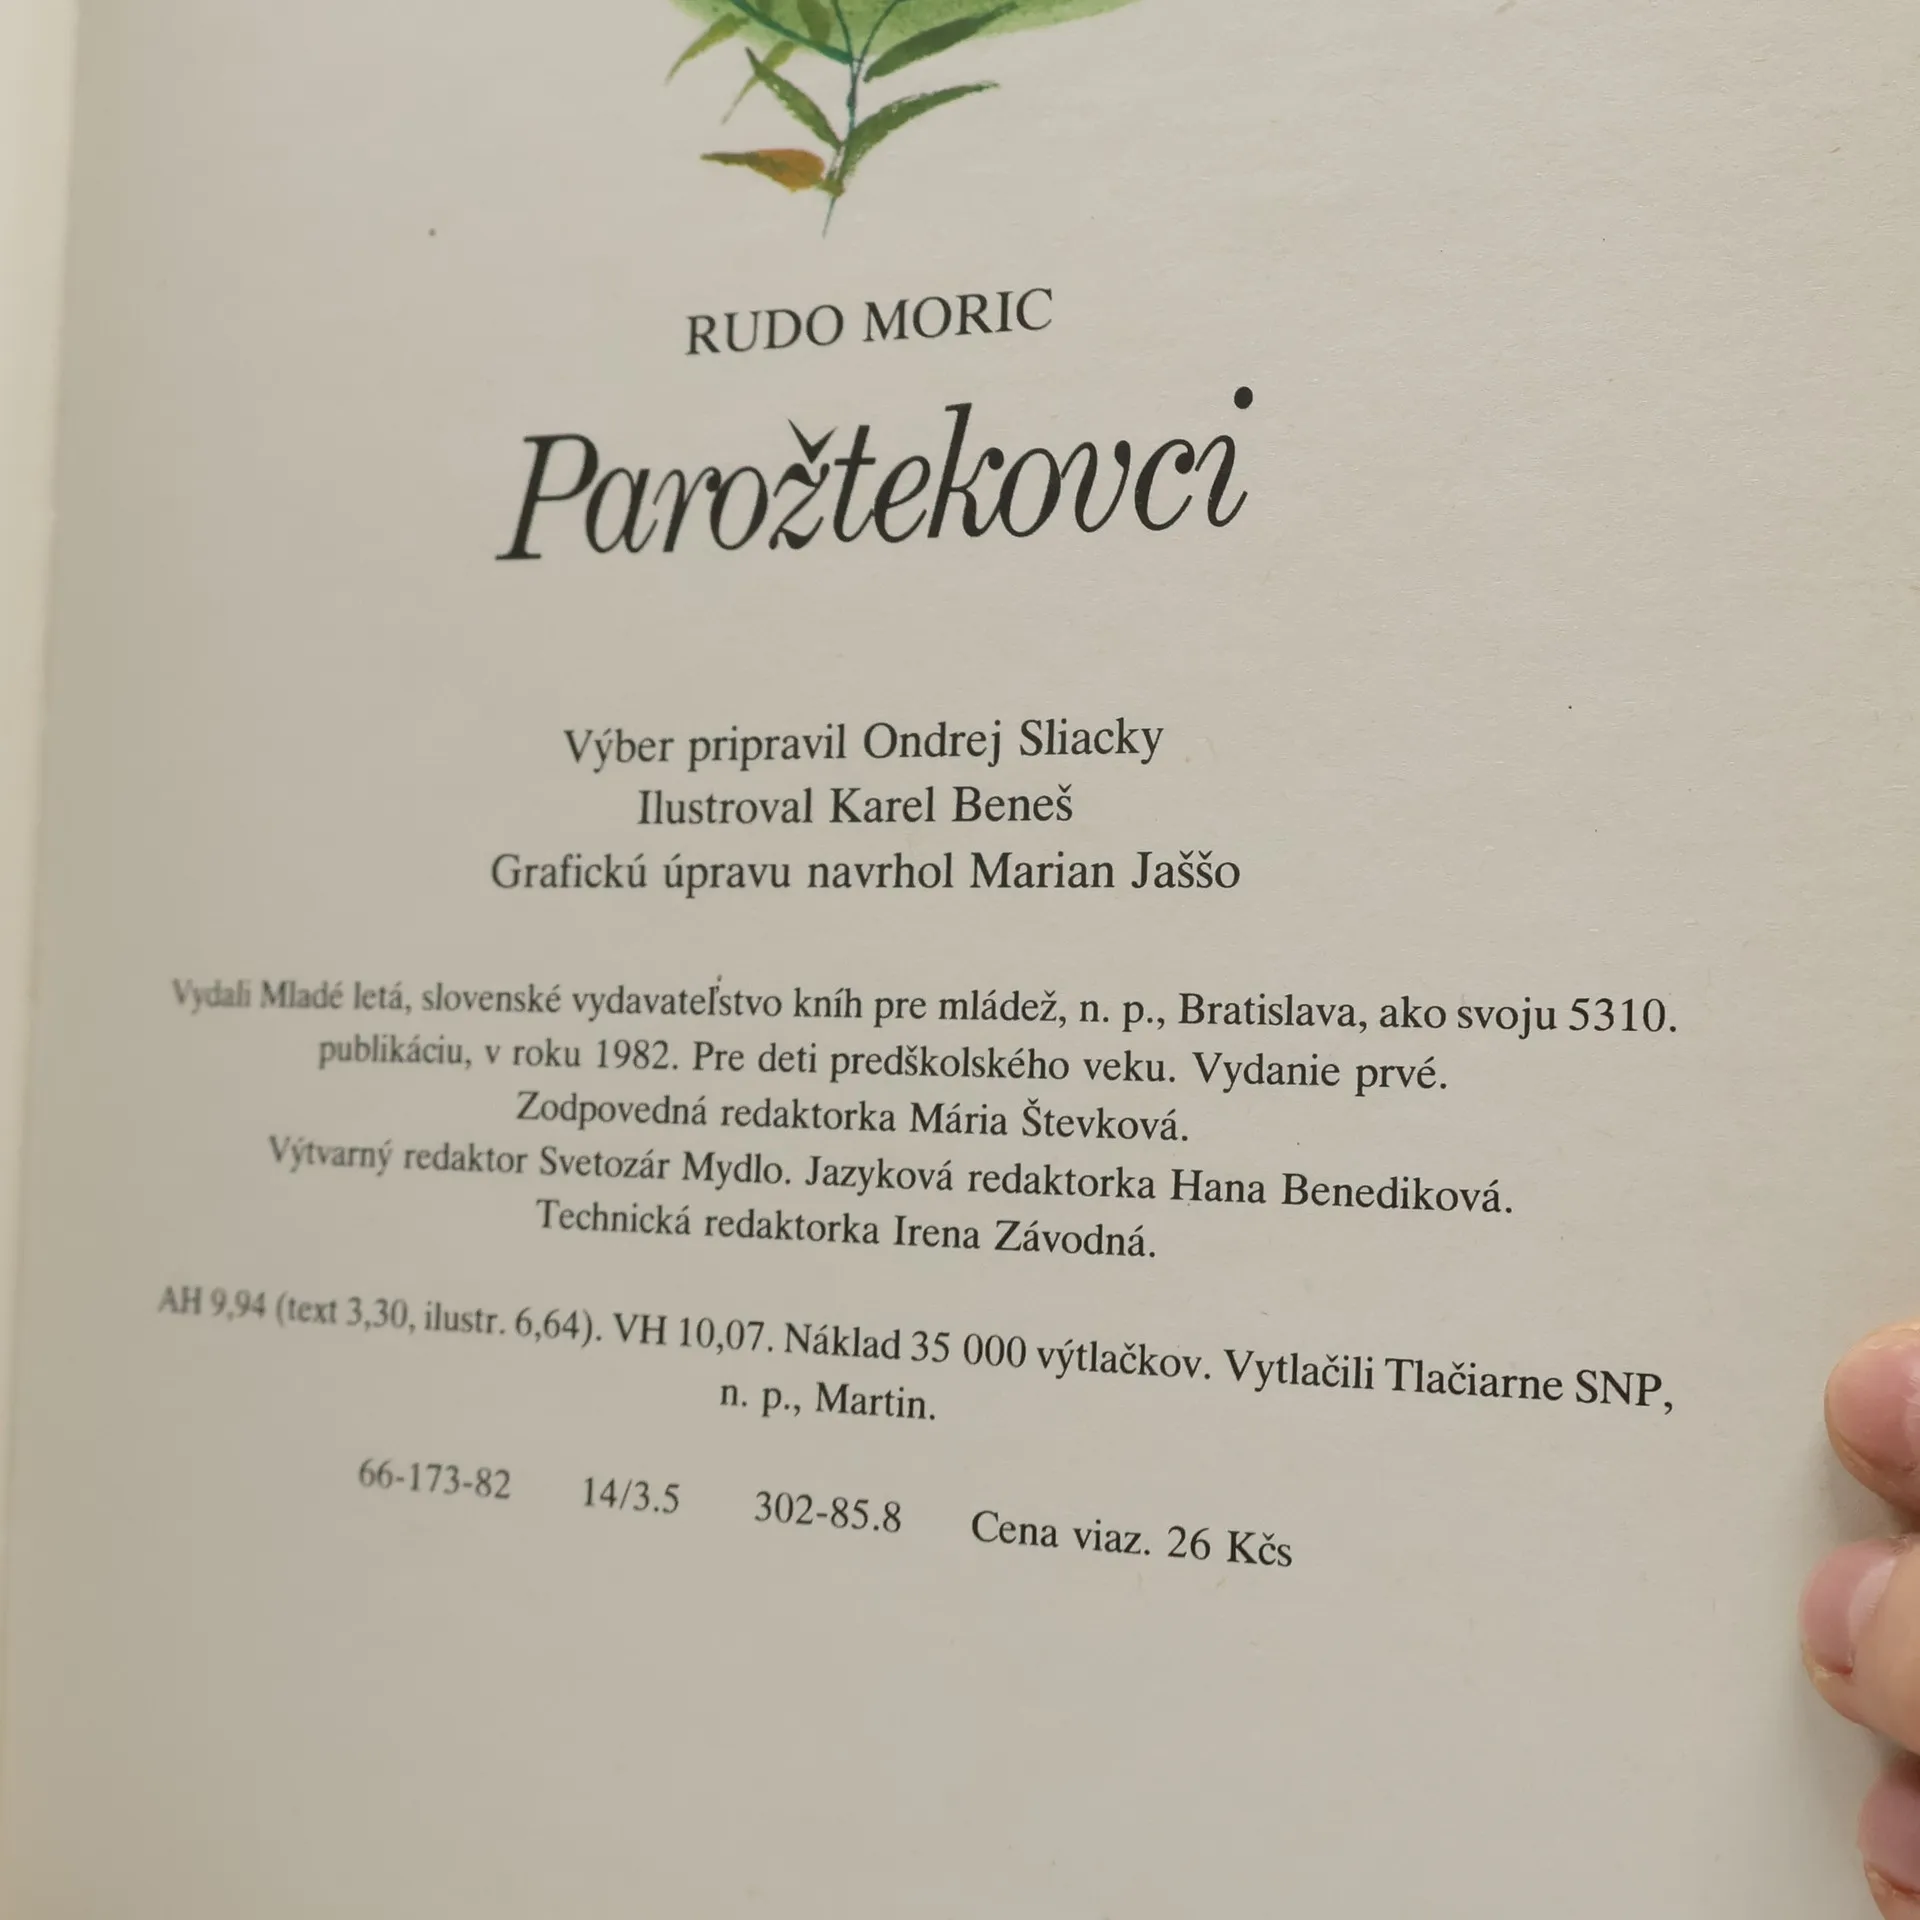 RUDO MORIC
Parožtekovci
Výber pripravil Ondrej Sliacky
Ilustroval Karel Beneš
Grafickú úpravu navrhol Marian Jaššo
Vydali Mladé letá, slovenské vydavateľstvo kníh pre mládež, n. p., Bratislava, ako svoju 5310.
publikáciu, v roku 1982. Pre deti predškolského veku. Vydanie prvé.
Zodpovedná redaktorka Mária Števková.
Výtvarný redaktor Svetozár Mydlo. Jazyková redaktorka Hana Benediková.
Technická redaktorka Irena Závodná.
AH 9,94 (text 3,30, ilustr. 6,64). VH 10,07. Náklad 35 000 výtlačkov. Vytlačili Tlačiarne SNP,
n. p., Martin.
66-173-82 14/3.5 302-85.8 Cena viaz. 26 Kčs